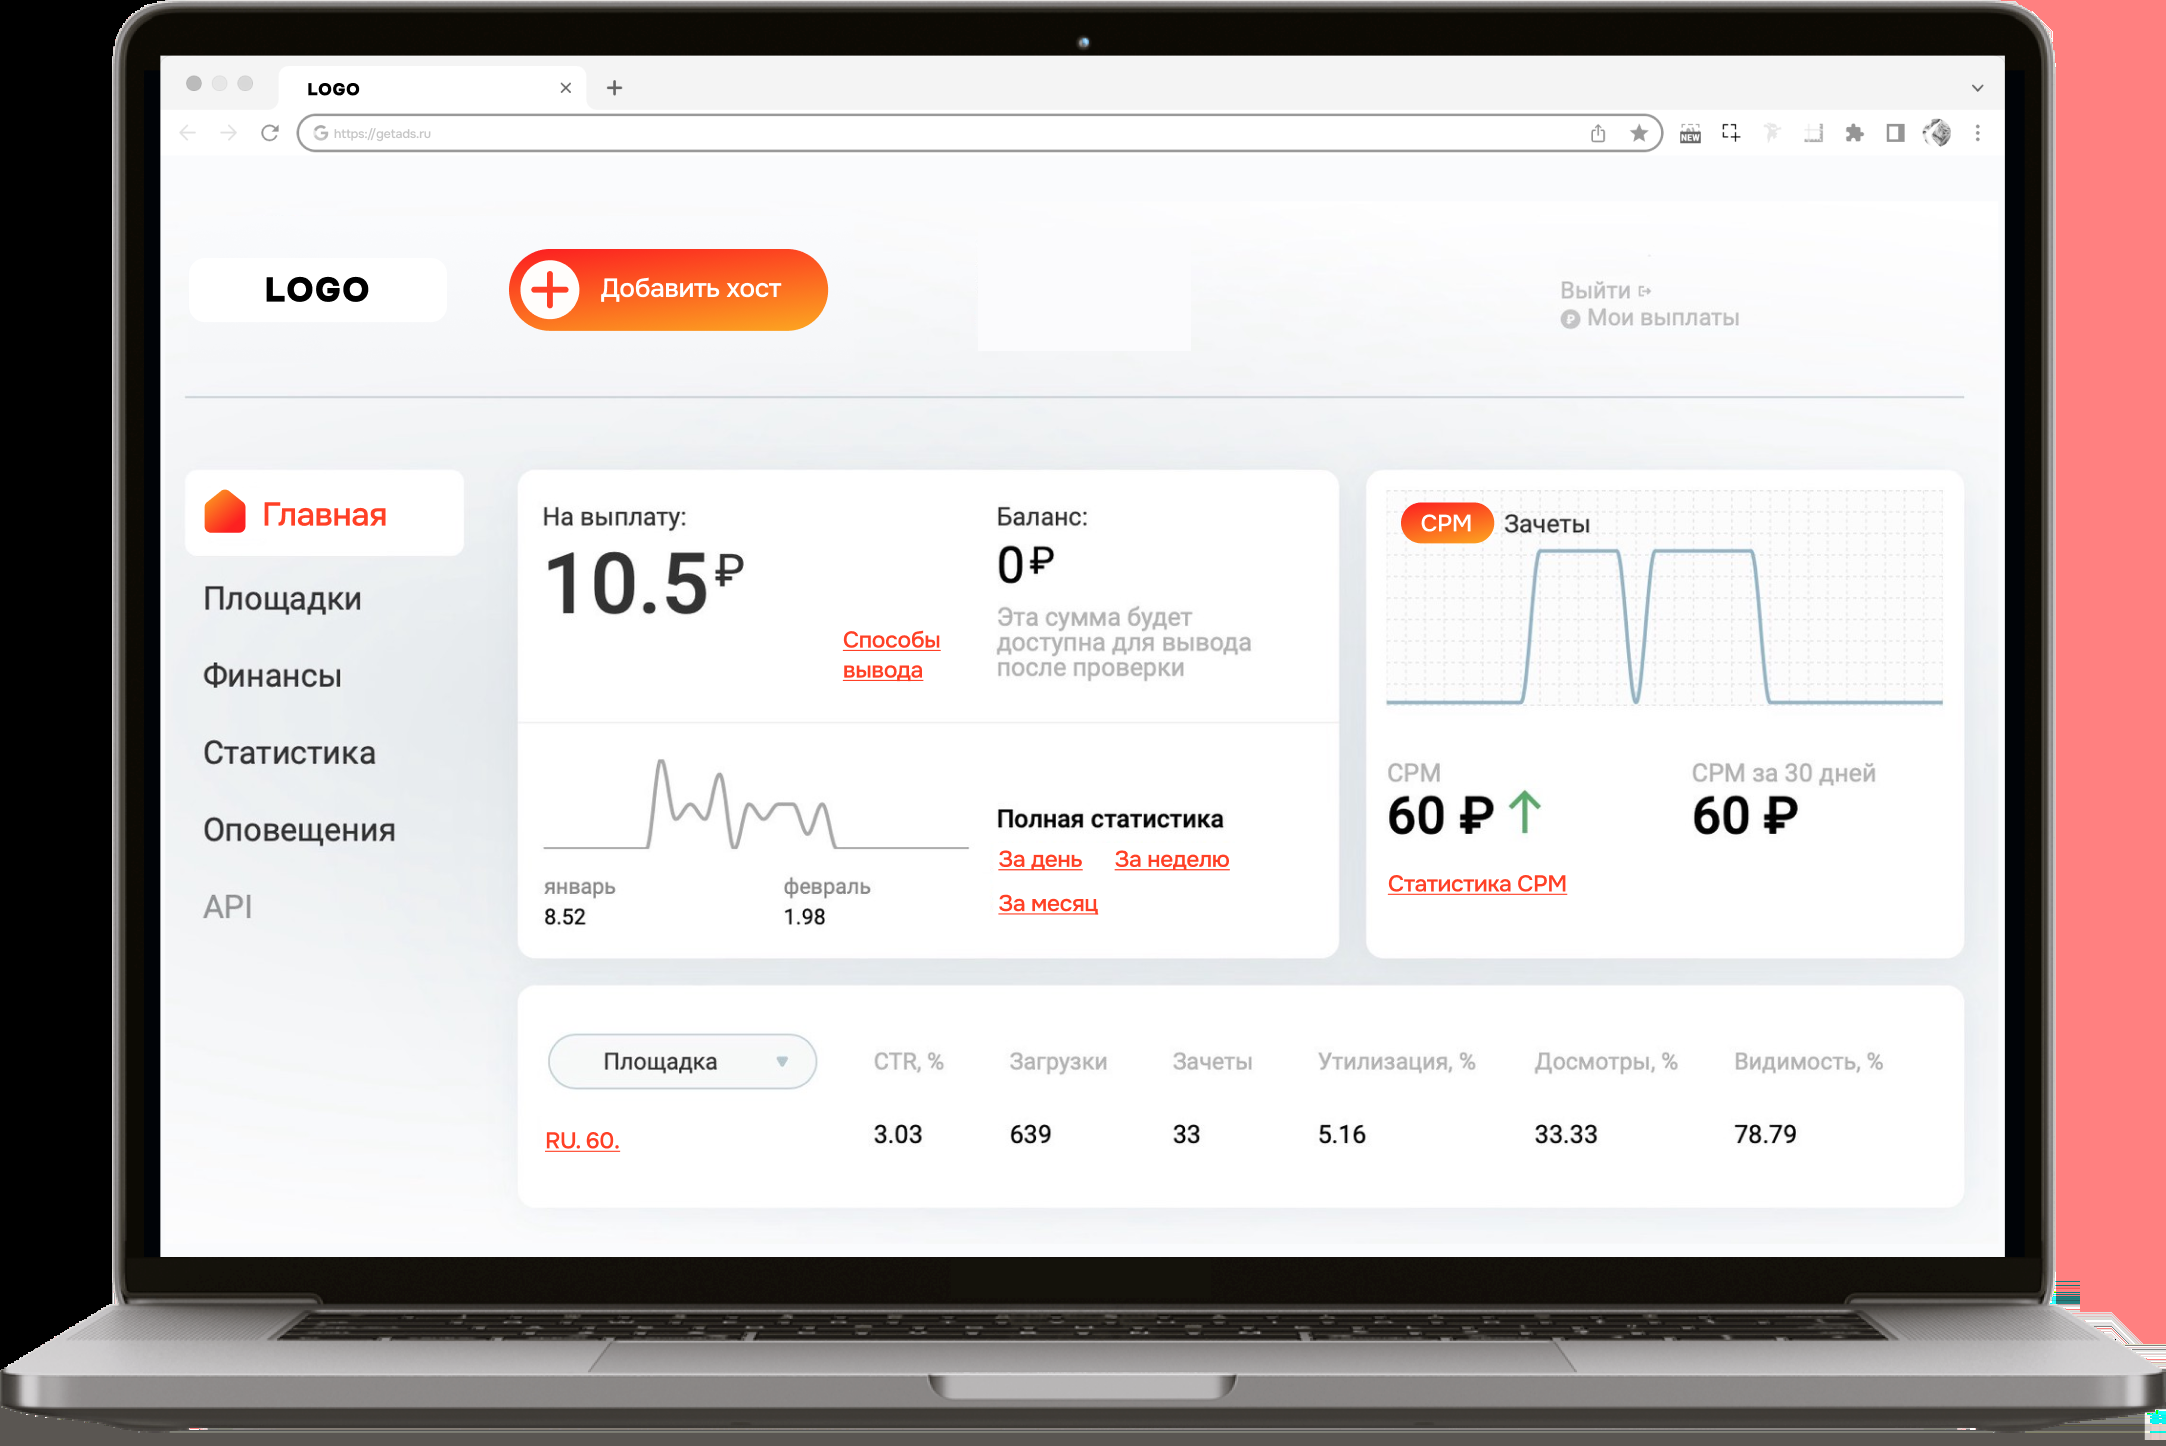 LOGO
https://getads.ru
NEW
LOGO
Добавить хост
Выйти
Мои выплаты
Главная
Площадки
Финансы
Статистика
Оповещения
API
На выплату:
10.5₽
Способы
вывода
Баланс:
0₽
Эта сумма будет
доступна для вывода
после проверки
январь
8.52
февраль
1.98
Полная статистика
За день За неделю
За месяц
CPM Зачеты
CPM
60 ₽
CPM за 30 дней
60 ₽
Статистика CPM
Площадка CTR, % Загрузки Зачеты Утилизация, % Досмотры, % Видимость, %
RU. 60. 3.03 639 33 5.16 33.33 78.79